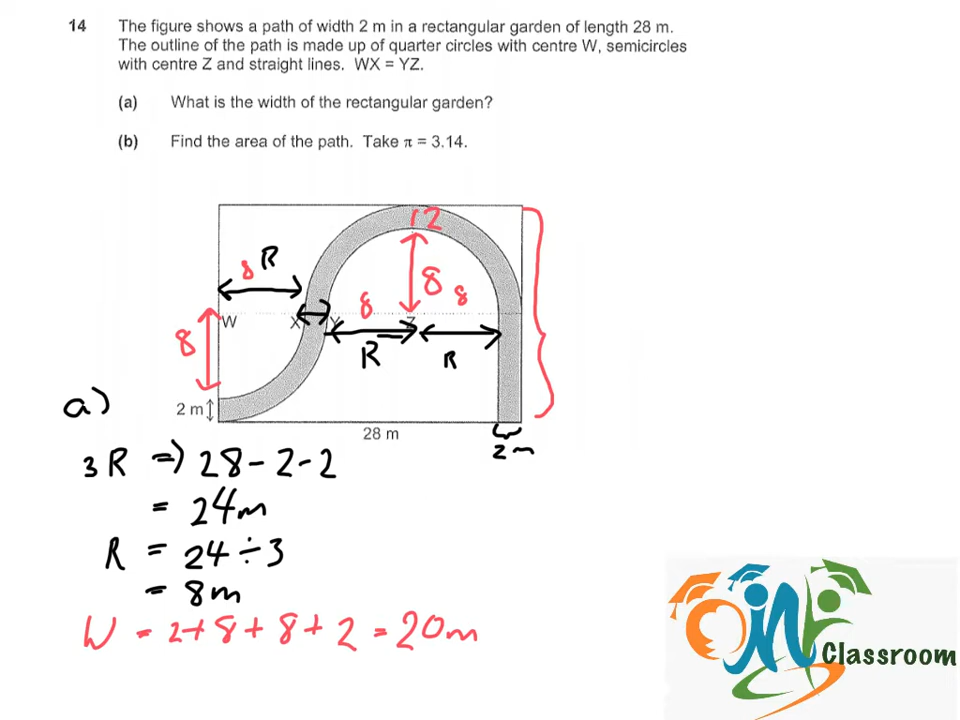 14 The figure shows a path of width 2 m in a rectangular garden of length 28 m.
The outline of the path is made up of quarter circles with centre W, semicircles
with centre Z and straight lines. WX = YZ.
(a) What is the width of the rectangular garden?
(b) Find the area of the path. Take π = 3.14.
12
8 R
8
8
8
W X Y Z
8
R
R
a)
2 m
28 m
2 m
3R => 28 - 2 - 2
= 24m
R = 24 ÷ 3
= 8m
W = 2 + 8 + 8 + 2 = 20m
OMF
Classroom